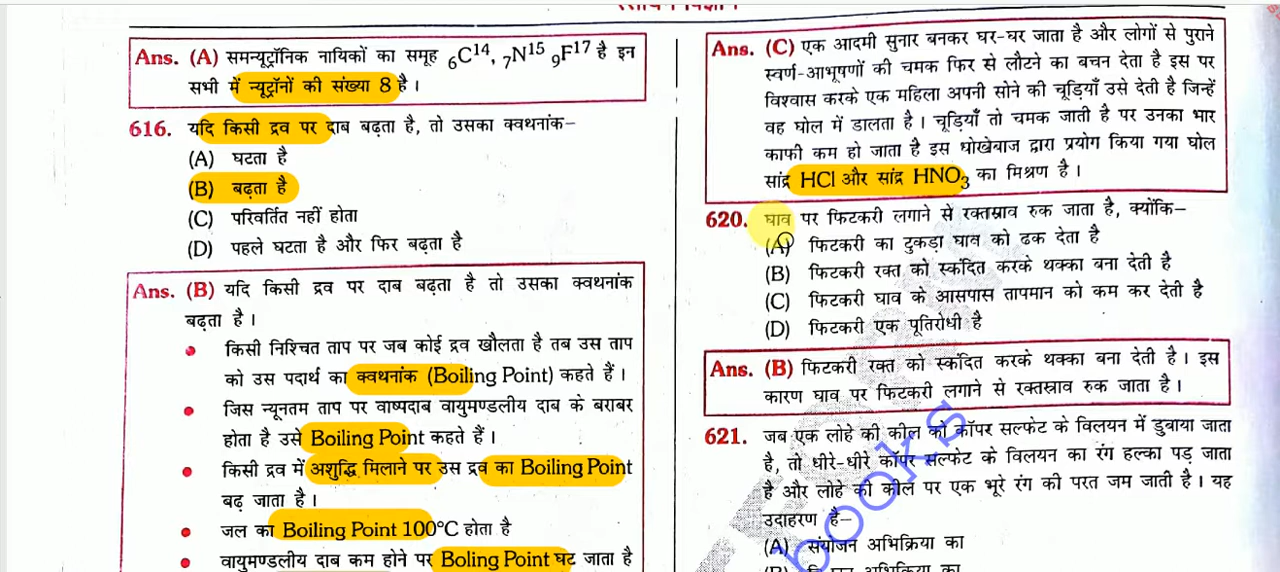 रसायन विज्ञान
Ans. (A) समन्यूट्रॉनिक नायिकों का समूह ₆C¹⁴, ₇N¹⁵ ₉F¹⁷ है इन
सभी में न्यूट्रॉनों की संख्या 8 है।
616. यदि किसी द्रव पर दाब बढ़ता है, तो उसका क्वथनांक–
(A) घटता है
(B) बढ़ता है
(C) परिवर्तित नहीं होता
(D) पहले घटता है और फिर बढ़ता है
Ans. (B) यदि किसी द्रव पर दाब बढ़ता है तो उसका क्वथनांक
बढ़ता है।
• किसी निश्चित ताप पर जब कोई द्रव खौलता है तब उस ताप
को उस पदार्थ का क्वथनांक (Boiling Point) कहते हैं।
• जिस न्यूनतम ताप पर वाष्पदाब वायुमण्डलीय दाब के बराबर
होता है उसे Boiling Point कहते हैं।
• किसी द्रव में अशुद्धि मिलाने पर उस द्रव का Boiling Point
बढ़ जाता है।
• जल का Boiling Point 100°C होता है
• वायुमण्डलीय दाब कम होने पर Boling Point घट जाता है
Ans. (C) एक आदमी सुनार बनकर घर-घर जाता है और लोगों से पुराने
स्वर्ण-आभूषणों की चमक फिर से लौटने का बचन देता है इस पर
विश्वास करके एक महिला अपनी सोने की चूड़ियाँ उसे देती है जिन्हें
वह घोल में डालता है। चूड़ियाँ तो चमक जाती है पर उनका भार
काफी कम हो जाता है इस धोखेबाज द्वारा प्रयोग किया गया घोल
सांद्र HCl और सांद्र HNO₃ का मिश्रण है।
620. घाव पर फिटकरी लगाने से रक्तस्राव रुक जाता है, क्योंकि–
(A) फिटकरी का टुकड़ा घाव को ढक देता है
(B) फिटकरी रक्त को स्कंदित करके थक्का बना देती है
(C) फिटकरी घाव के आसपास तापमान को कम कर देती है
(D) फिटकरी एक पूतिरोधी है
Ans. (B) फिटकरी रक्त को स्कंदित करके थक्का बना देती है। इस
कारण घाव पर फिटकरी लगाने से रक्तस्राव रुक जाता है।
621. जब एक लोहे की कील को कॉपर सल्फेट के विलयन में डुबाया जाता
है, तो धीरे-धीरे कॉपर सल्फेट के विलयन का रंग हल्का पड़ जाता
है और लोहे की कील पर एक भूरे रंग की परत जम जाती है। यह
उदाहरण है–
(A) संयोजन अभिक्रिया का
अभिक्रिया का
books